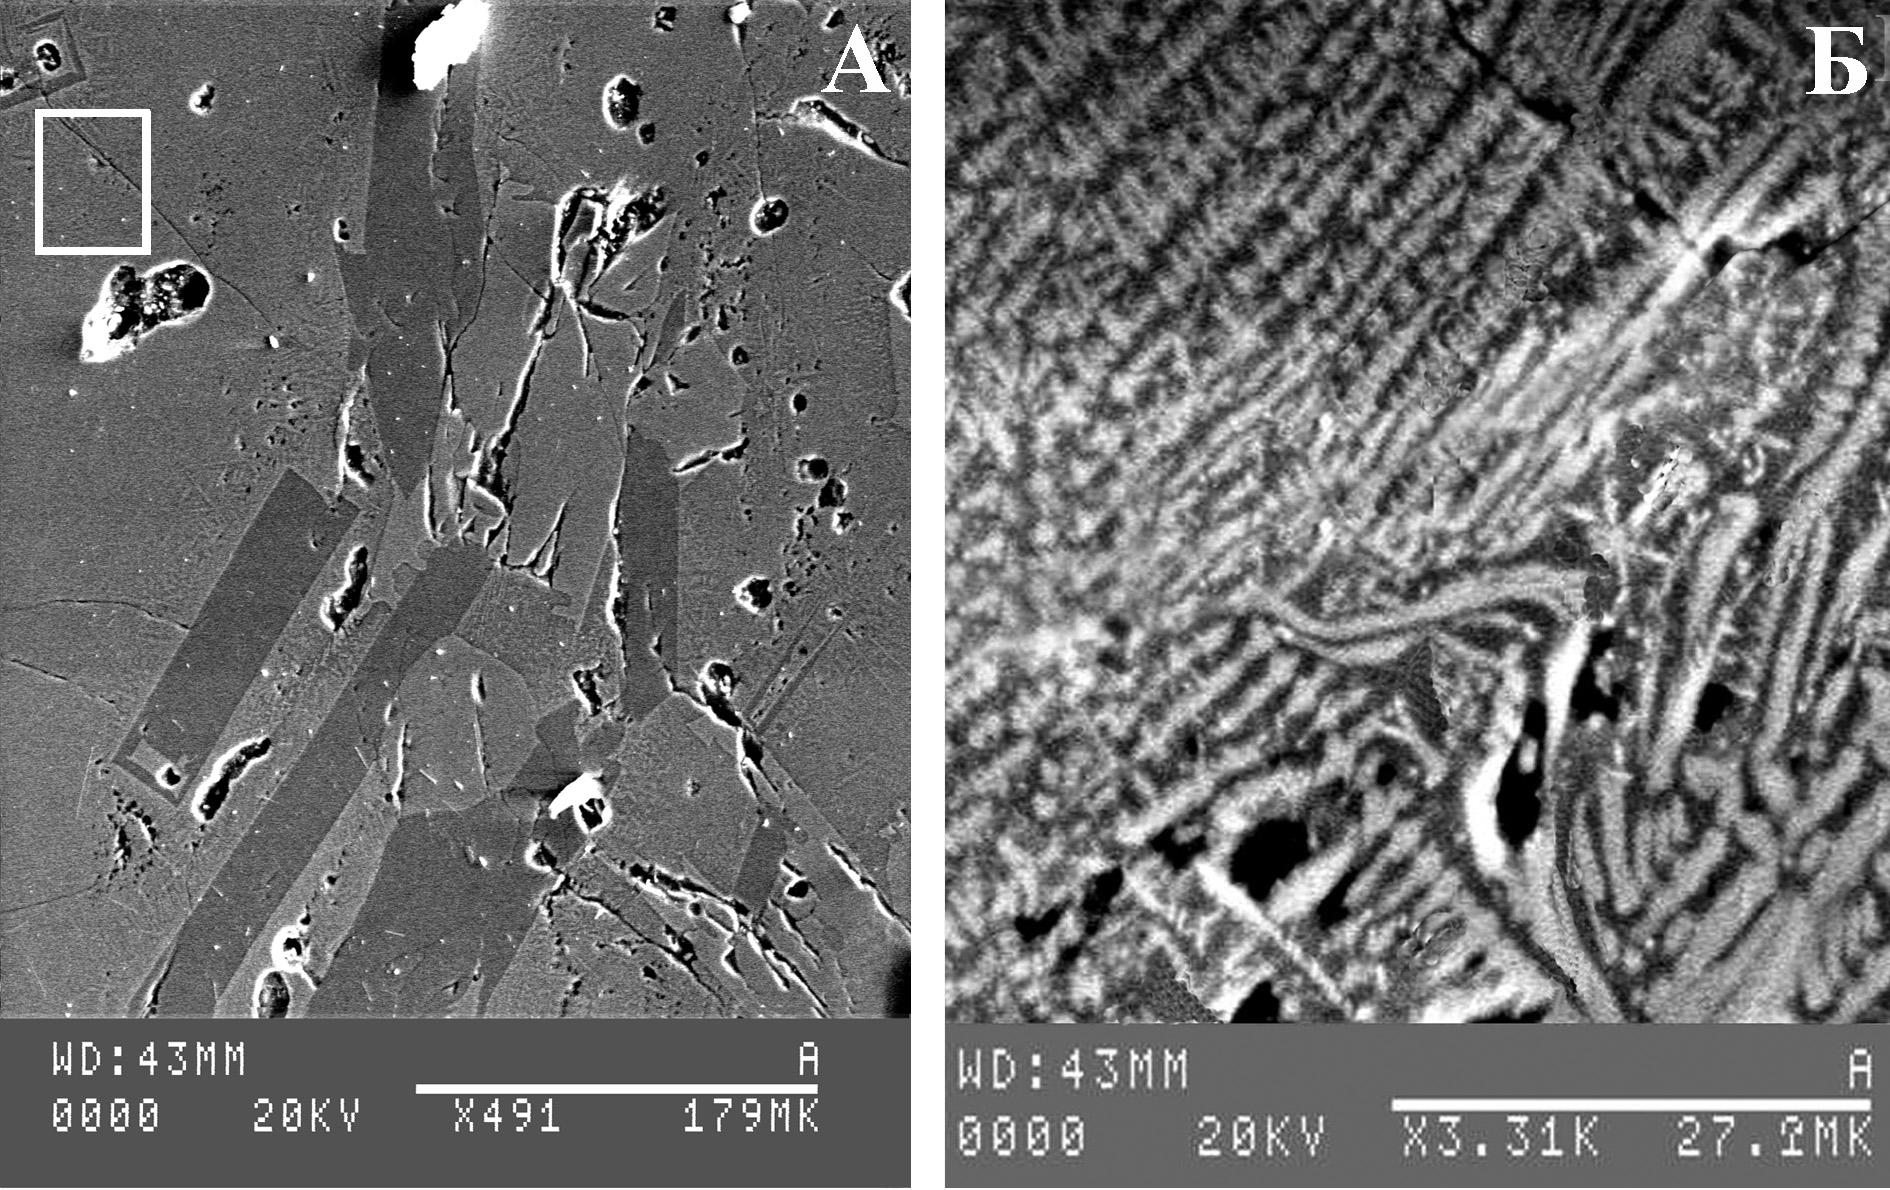 А
WD:43MM A
0000 20KV X491 179MK
Б
WD:43MM A
0000 20KV X3.31K